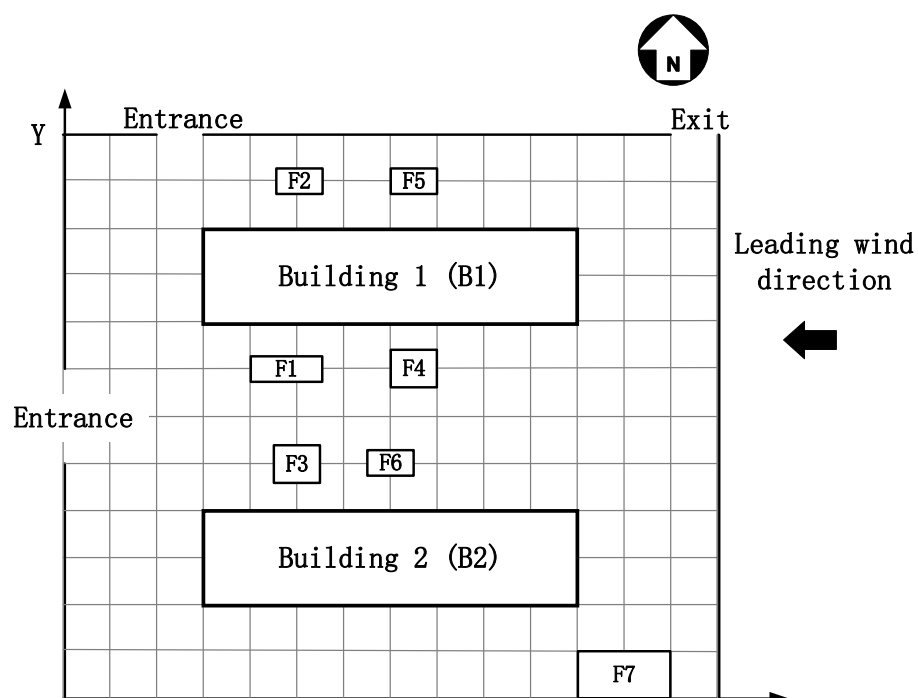 N
Entrance
Exit
Y
F2
F5
Leading wind
direction
Building 1 (B1)
F1
F4
Entrance
F3
F6
Building 2 (B2)
F7